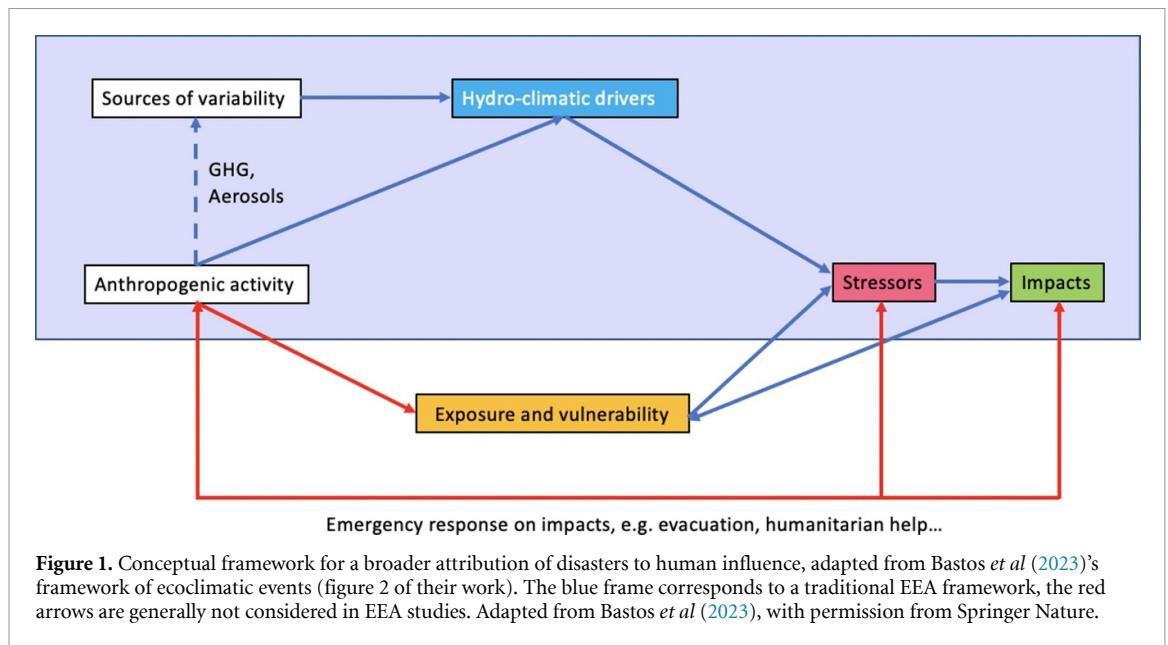 Sources of variability
Hydro-climatic drivers
GHG,
Aerosols
Anthropogenic activity
Stressors
Impacts
Exposure and vulnerability
Emergency response on impacts, e.g. evacuation, humanitarian help...
Figure 1. Conceptual framework for a broader attribution of disasters to human influence, adapted from Bastos et al (2023)’s
framework of ecoclimatic events (figure 2 of their work). The blue frame corresponds to a traditional EEA framework, the red
arrows are generally not considered in EEA studies. Adapted from Bastos et al (2023), with permission from Springer Nature.